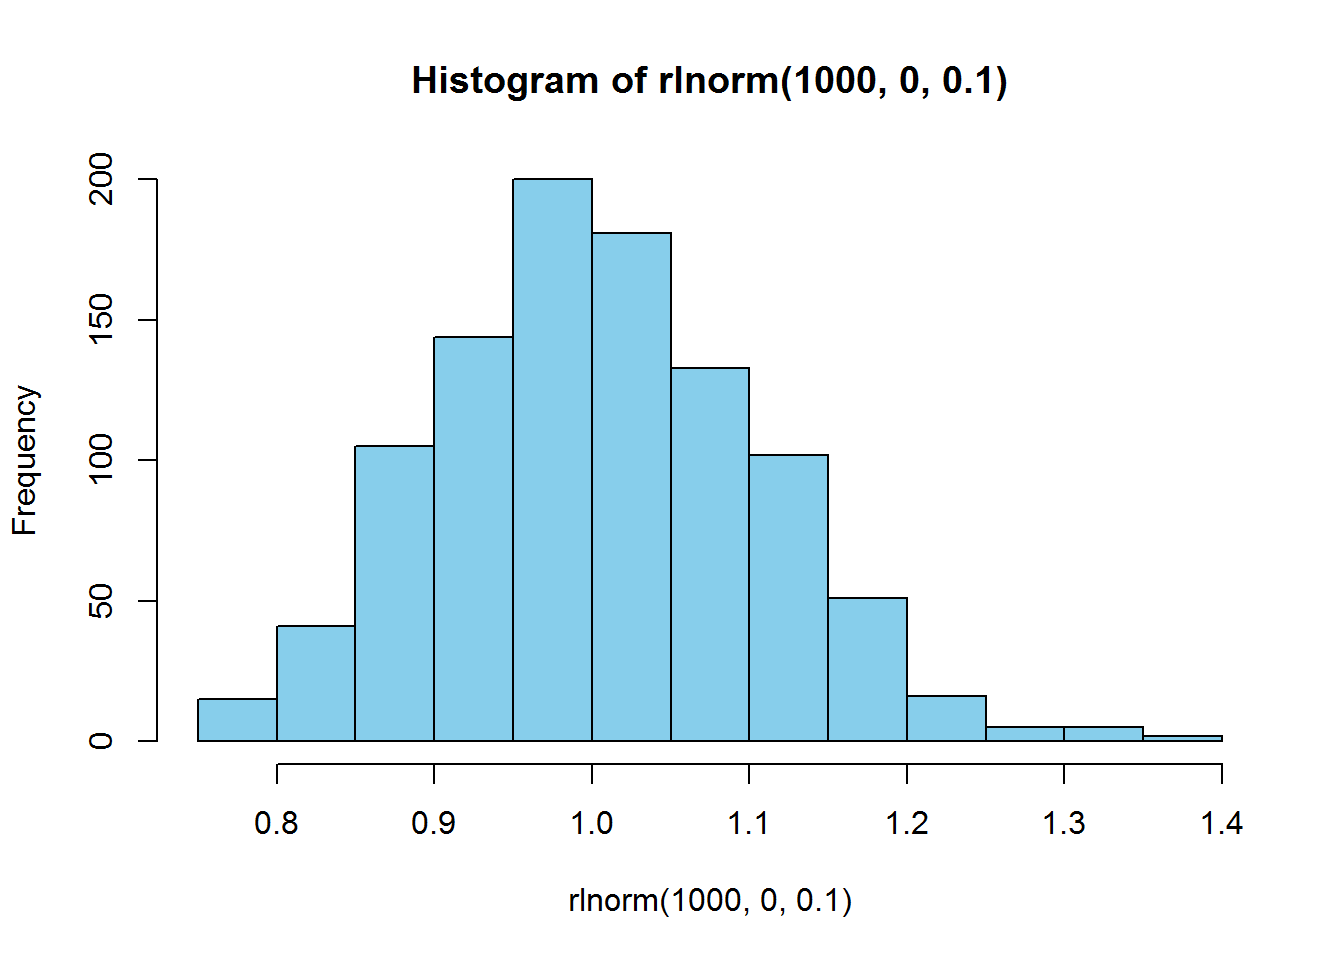 Histogram of rlnorm(1000, 0, 0.1)
Frequency
200
150
100
50
0
0.8 0.9 1.0 1.1 1.2 1.3 1.4
rlnorm(1000, 0, 0.1)